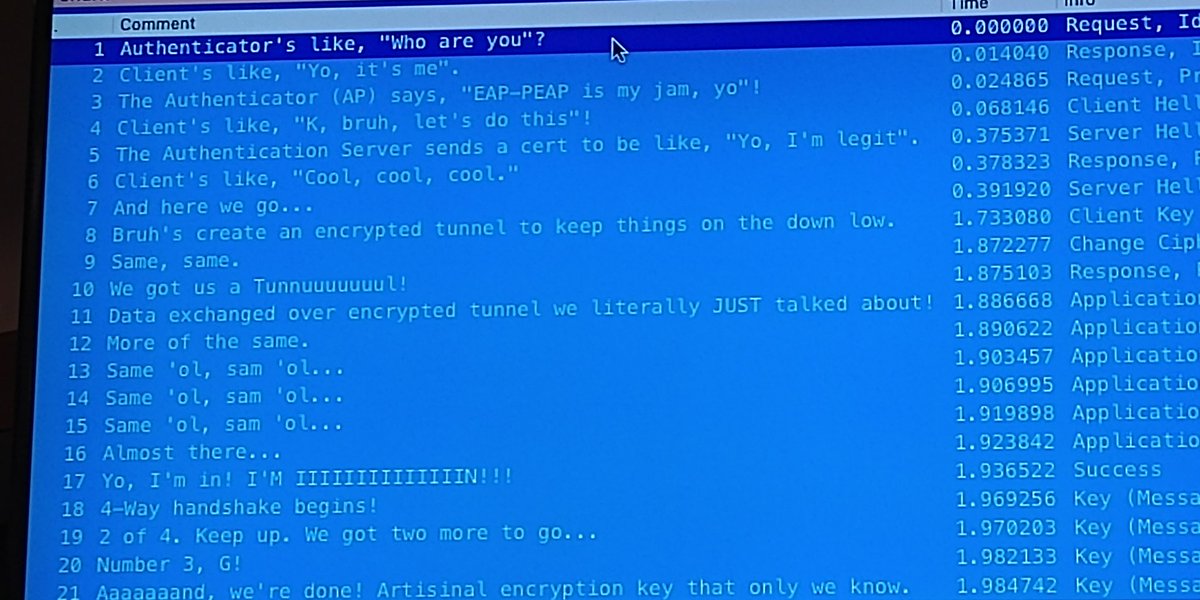 Comment Time Info
1 Authenticator's like, "Who are you"? 0.000000 Request, Id
2 Client's like, "Yo, it's me". 0.014040 Response, I
3 The Authenticator (AP) says, "EAP-PEAP is my jam, yo"! 0.024865 Request, Pr
4 Client's like, "K, bruh, let's do this"! 0.068146 Client Hell
5 The Authentication Server sends a cert to be like, "Yo, I'm legit". 0.375371 Server Hel
6 Client's like, "Cool, cool, cool." 0.378323 Response,
7 And here we go... 0.391920 Server Hel
8 Bruh's create an encrypted tunnel to keep things on the down low. 1.733080 Client Key
9 Same, same. 1.872277 Change Ciph
10 We got us a Tunnuuuuuuul! 1.875103 Response,
11 Data exchanged over encrypted tunnel we literally JUST talked about! 1.886668 Applicatio
12 More of the same. 1.890622 Applicatio
13 Same 'ol, sam 'ol... 1.903457 Applicatio
14 Same 'ol, sam 'ol... 1.906995 Applicatio
15 Same 'ol, sam 'ol... 1.919898 Applicatio
16 Almost there... 1.923842 Applicatio
17 Yo, I'm in! I'M IIIIIIIIIIIIIIN!!! 1.936522 Success
18 4-Way handshake begins! 1.969256 Key (Messa
19 2 of 4. Keep up. We got two more to go... 1.970203 Key (Messa
20 Number 3, G! 1.982133 Key (Messa
21 Aaaaaaand, we're done! Artisinal encryption key that only we know. 1.984742 Key (Messa